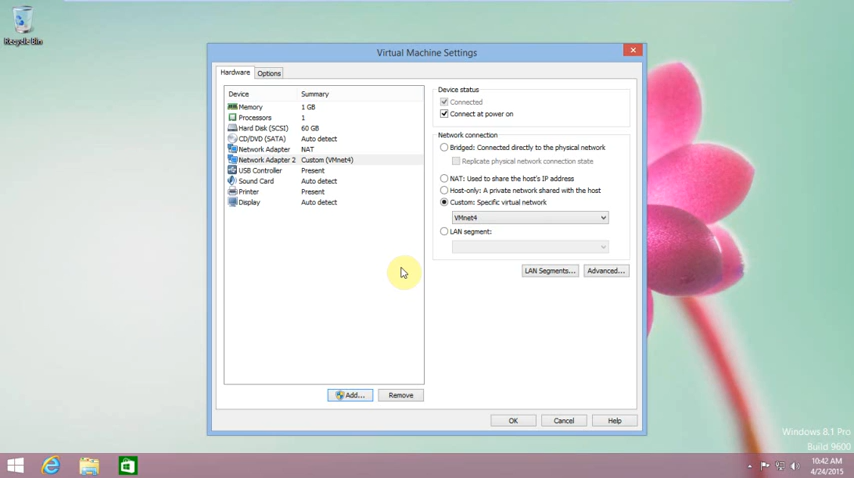 Recycle Bin
Virtual Machine Settings
Hardware
Options
Device Summary
Memory 1 GB
Processors 1
Hard Disk (SCSI) 60 GB
CD/DVD (SATA) Auto detect
Network Adapter NAT
Network Adapter 2 Custom (VMnet4)
USB Controller Present
Sound Card Auto detect
Printer Present
Display Auto detect
Add...
Remove
Device status
Connected
Connect at power on
Network connection
Bridged: Connected directly to the physical network
Replicate physical network connection state
NAT: Used to share the host's IP address
Host-only: A private network shared with the host
Custom: Specific virtual network
VMnet4
LAN segment:
LAN Segments...
Advanced...
OK
Cancel
Help
Windows 8.1 Pro
Build 9600
10:42 AM
4/24/2015